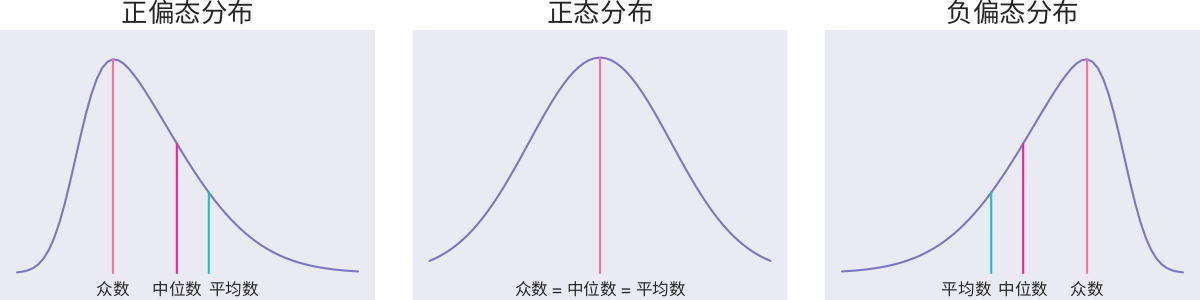 正偏态分布
众数 中位数 平均数
正态分布
众数 = 中位数 = 平均数
负偏态分布
平均数 中位数 众数